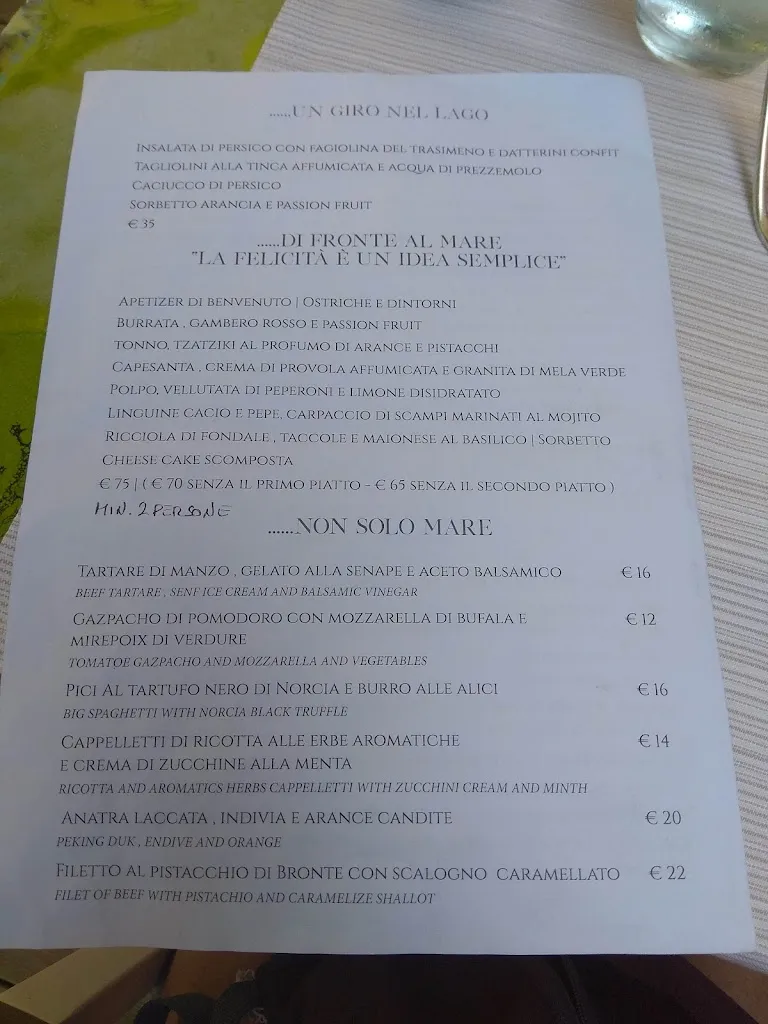 ......UN GIRO NEL LAGO
INSALATA DI PERSICO CON FAGIOLINA DEL TRASIMENO E DATTERINI CONFIT
TAGLIOLINI ALLA TINCA AFFUMICATA E ACQUA DI PREZZEMOLO
CACIUCCO DI PERSICO
SORBETTO ARANCIA E PASSION FRUIT
€ 35
......DI FRONTE AL MARE
"LA FELICITÀ È UN IDEA SEMPLICE"
APETIZER DI BENVENUTO | OSTRICHE E DINTORNI
BURRATA , GAMBERO ROSSO E PASSION FRUIT
TONNO, TZATZIKI AL PROFUMO DI ARANCE E PISTACCHI
CAPESANTA , CREMA DI PROVOLA AFFUMICATA E GRANITA DI MELA VERDE
POLPO, VELLUTATA DI PEPERONI E LIMONE DISIDRATATO
LINGUINE CACIO E PEPE, CARPACCIO DI SCAMPI MARINATI AL MOJITO
RICCIOLA DI FONDALE , TACCOLE E MAIONESE AL BASILICO | SORBETTO
CHEESE CAKE SCOMPOSTA
€ 75 | ( € 70 SENZA IL PRIMO PIATTO - € 65 SENZA IL SECONDO PIATTO )
MIN. 2 PERSONE
......NON SOLO MARE
TARTARE DI MANZO , GELATO ALLA SENAPE E ACETO BALSAMICO € 16
BEEF TARTARE , SENF ICE CREAM AND BALSAMIC VINEGAR
GAZPACHO DI POMODORO CON MOZZARELLA DI BUFALA E € 12
MIREPOIX DI VERDURE
TOMATOE GAZPACHO AND MOZZARELLA AND VEGETABLES
PICI AL TARTUFO NERO DI NORCIA E BURRO ALLE ALICI € 16
BIG SPAGHETTI WITH NORCIA BLACK TRUFFLE
CAPPELLETTI DI RICOTTA ALLE ERBE AROMATICHE € 14
E CREMA DI ZUCCHINE ALLA MENTA
RICOTTA AND AROMATICS HERBS CAPPELLETTI WITH ZUCCHINI CREAM AND MINTH
ANATRA LACCATA , INDIVIA E ARANCE CANDITE € 20
PEKING DUK , ENDIVE AND ORANGE
FILETTO AL PISTACCHIO DI BRONTE CON SCALOGNO CARAMELLATO € 22
FILET OF BEEF WITH PISTACHIO AND CARAMELIZE SHALLOT